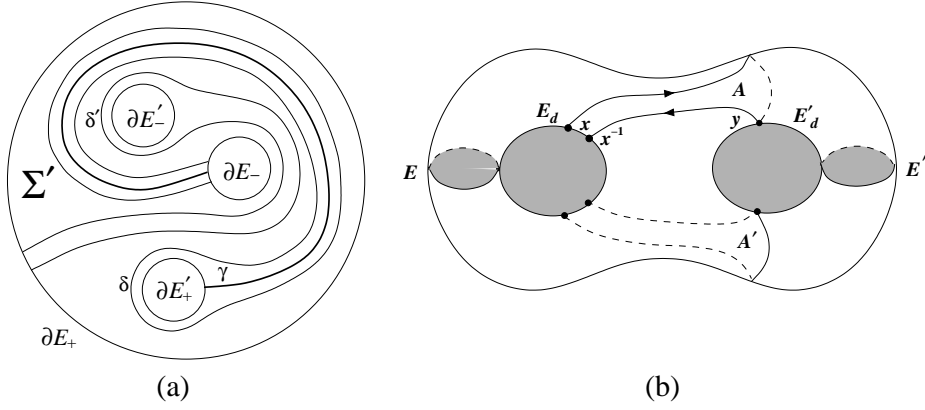 ∂E′₋
δ′
∂E₋
Σ′
δ
∂E′₊
γ
∂E₊
(a)
A
E_d
x
x⁻¹
y
E′_d
E
E′
A′
(b)